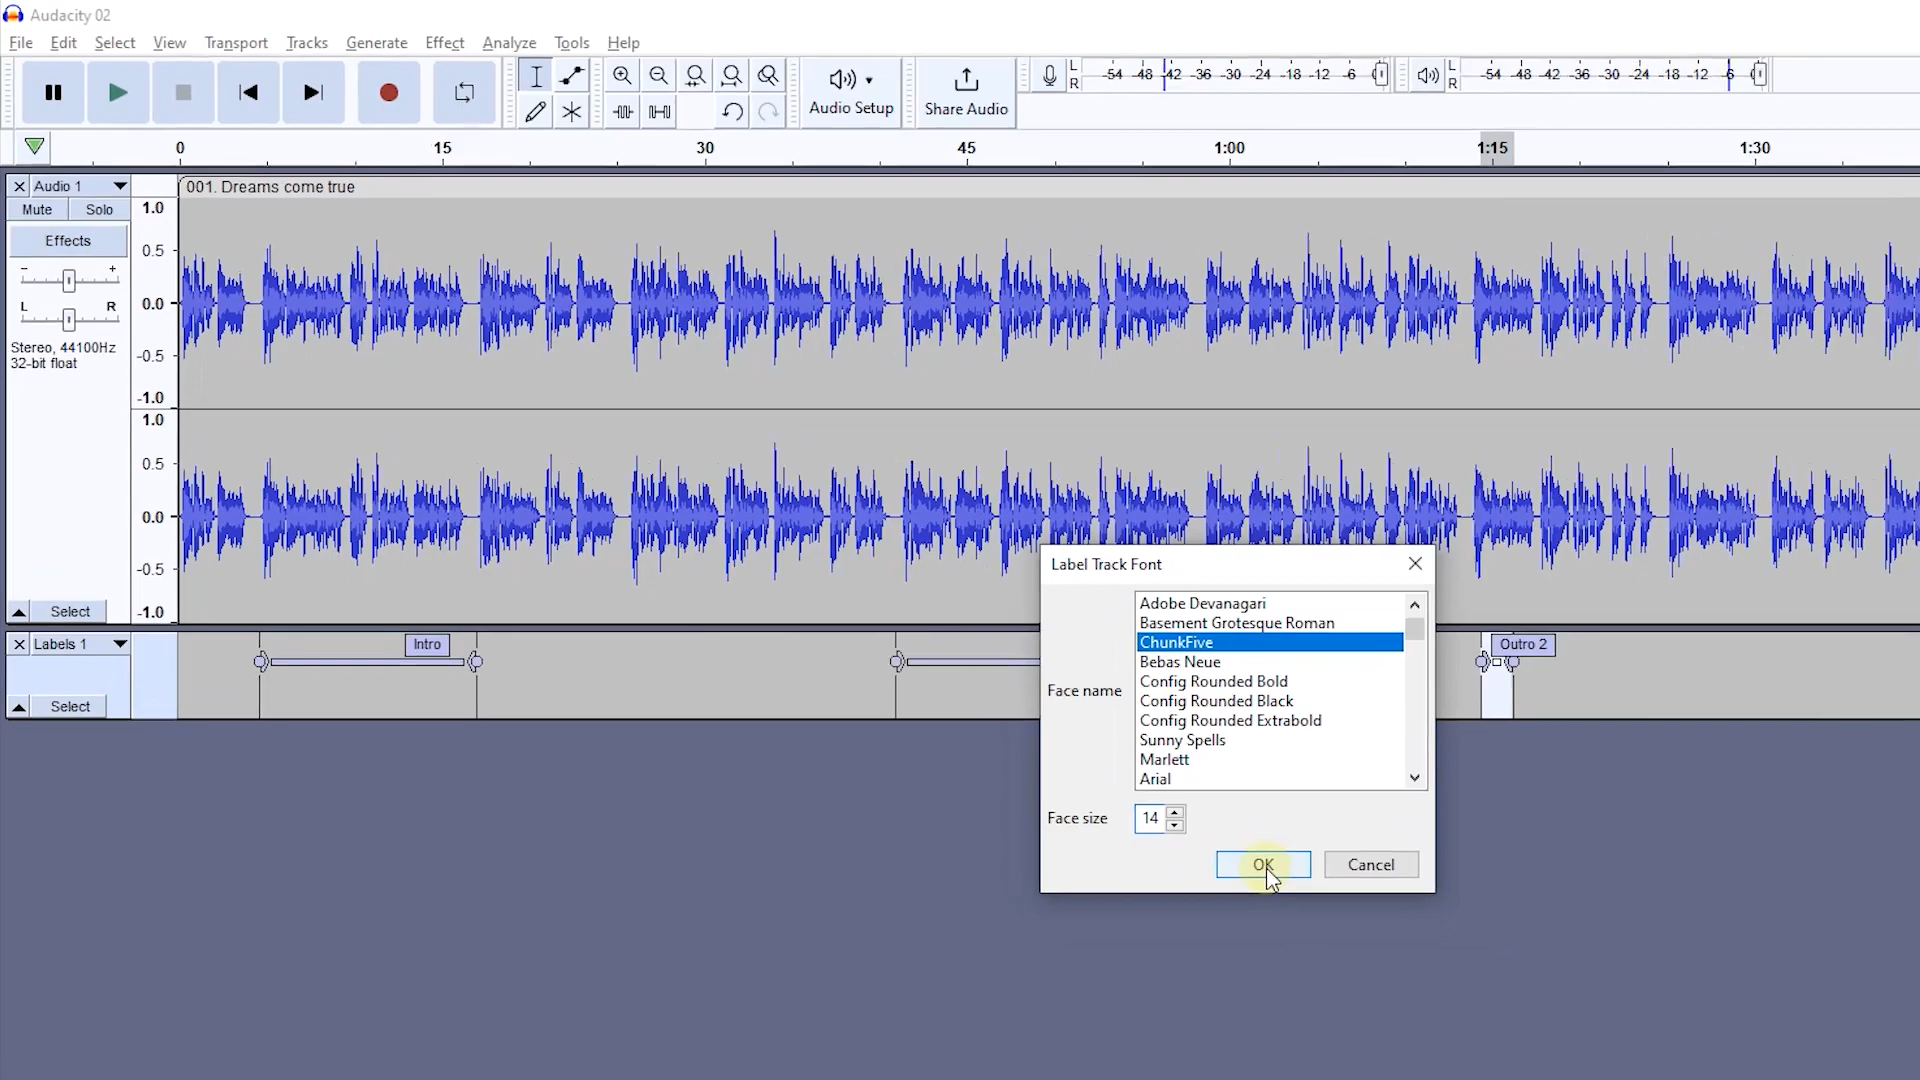 Audacity 02
File Edit Select View Transport Tracks Generate Effect Analyze Tools Help
Audio Setup
Share Audio
L
R
-54 -48 -42 -36 -30 -24 -18 -12 -6
L
R
-54 -48 -42 -36 -30 -24 -18 -12 -6
0 15 30 45 1:00 1:15 1:30
Audio 1
Mute Solo
Effects
- +
L R
Stereo, 44100Hz
32-bit float
Select
001. Dreams come true
1.0
0.5
0.0
-0.5
-1.0
1.0
0.5
0.0
-0.5
-1.0
Labels 1
Select
Intro
Outro 2
Label Track Font
Face name
Adobe Devanagari
Basement Grotesque Roman
ChunkFive
Bebas Neue
Config Rounded Bold
Config Rounded Black
Config Rounded Extrabold
Sunny Spells
Marlett
Arial
Face size 14
OK Cancel